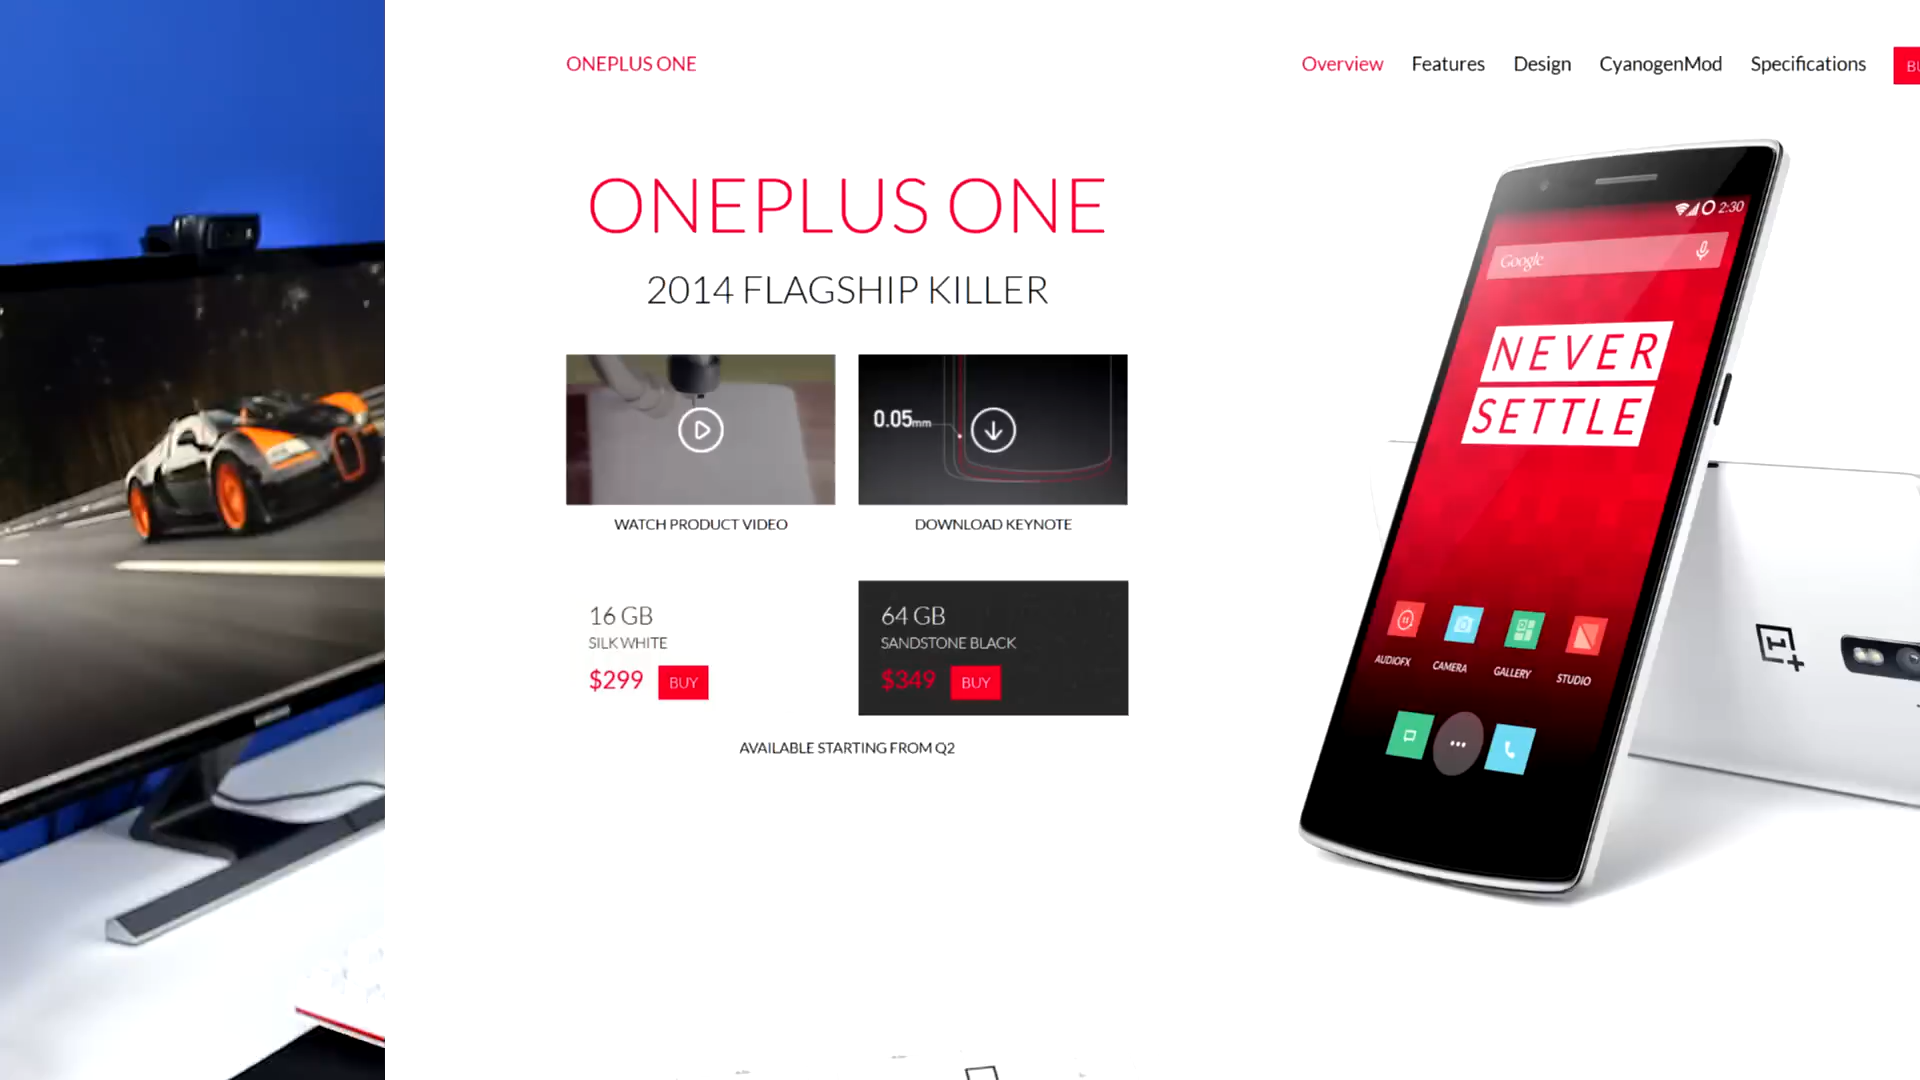 ONEPLUS ONE
Overview Features Design CyanogenMod Specifications
ONEPLUS ONE
2014 FLAGSHIP KILLER
0.05mm
WATCH PRODUCT VIDEO
DOWNLOAD KEYNOTE
16 GB
SILK WHITE
$299 BUY
64 GB
SANDSTONE BLACK
$349 BUY
AVAILABLE STARTING FROM Q2
2:30
Google
NEVER
SETTLE
AUDIOFX
CAMERA
GALLERY
STUDIO